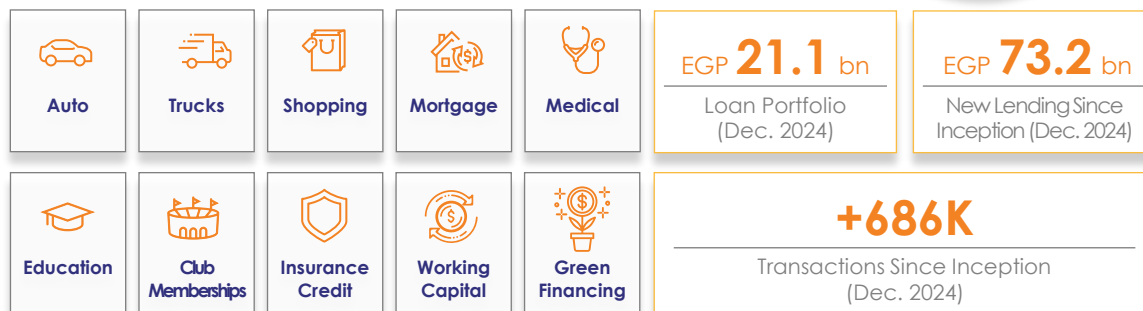 Auto
Trucks
Shopping
Mortgage
Medical
EGP 21.1 bn
Loan Portfolio
(Dec. 2024)
EGP 73.2 bn
New Lending Since
Inception (Dec. 2024)
Education
Club
Memberships
Insurance
Credit
Working
Capital
Green
Financing
+686K
Transactions Since Inception
(Dec. 2024)